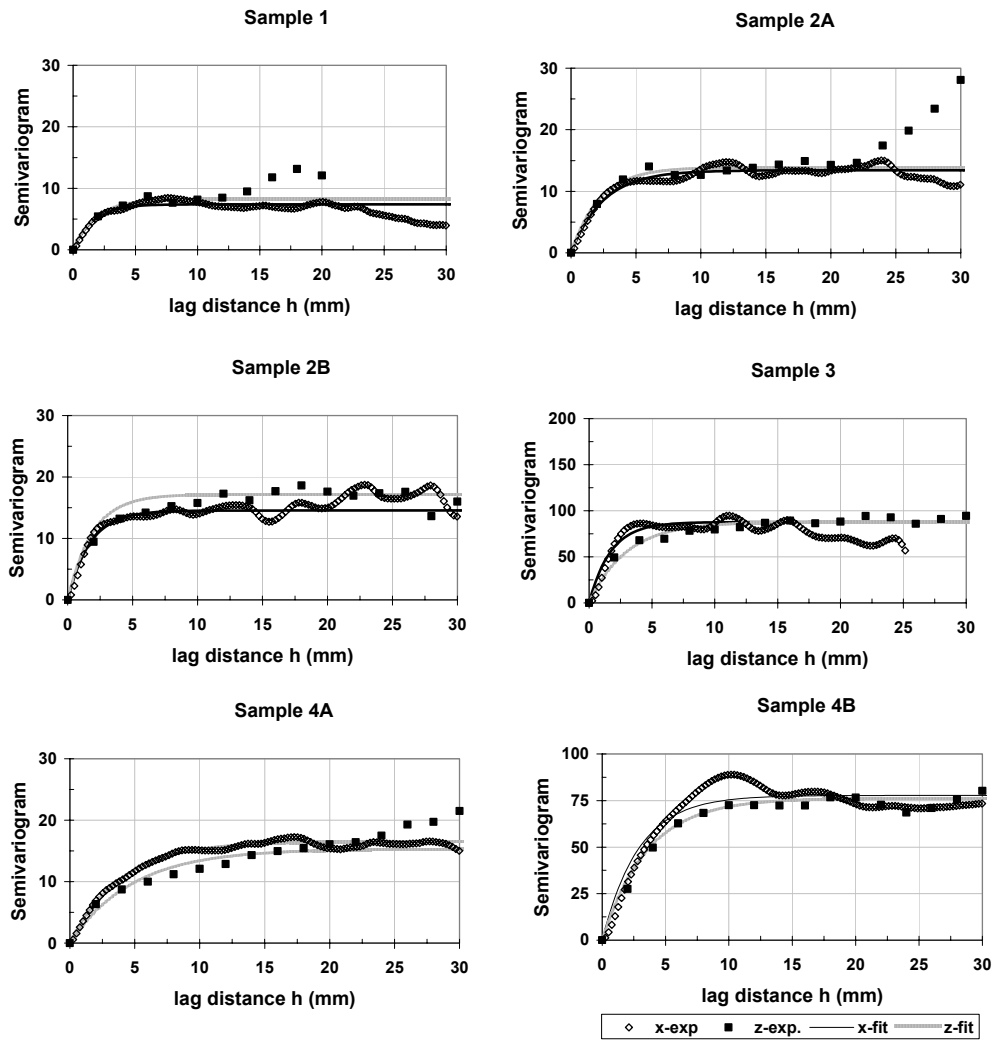 Sample 1
30
20
10
0
Semivariogram
0 5 10 15 20 25 30
lag distance h (mm)
Sample 2A
30
20
10
0
Semivariogram
0 5 10 15 20 25 30
lag distance h (mm)
Sample 2B
30
20
10
0
Semivariogram
0 5 10 15 20 25 30
lag distance h (mm)
Sample 3
200
150
100
50
0
Semivariogram
0 5 10 15 20 25 30
lag distance h (mm)
Sample 4A
30
20
10
0
Semivariogram
0 5 10 15 20 25 30
lag distance h (mm)
Sample 4B
100
75
50
25
0
Semivariogram
0 5 10 15 20 25 30
lag distance h (mm)
x-exp z-exp. x-fit z-fit